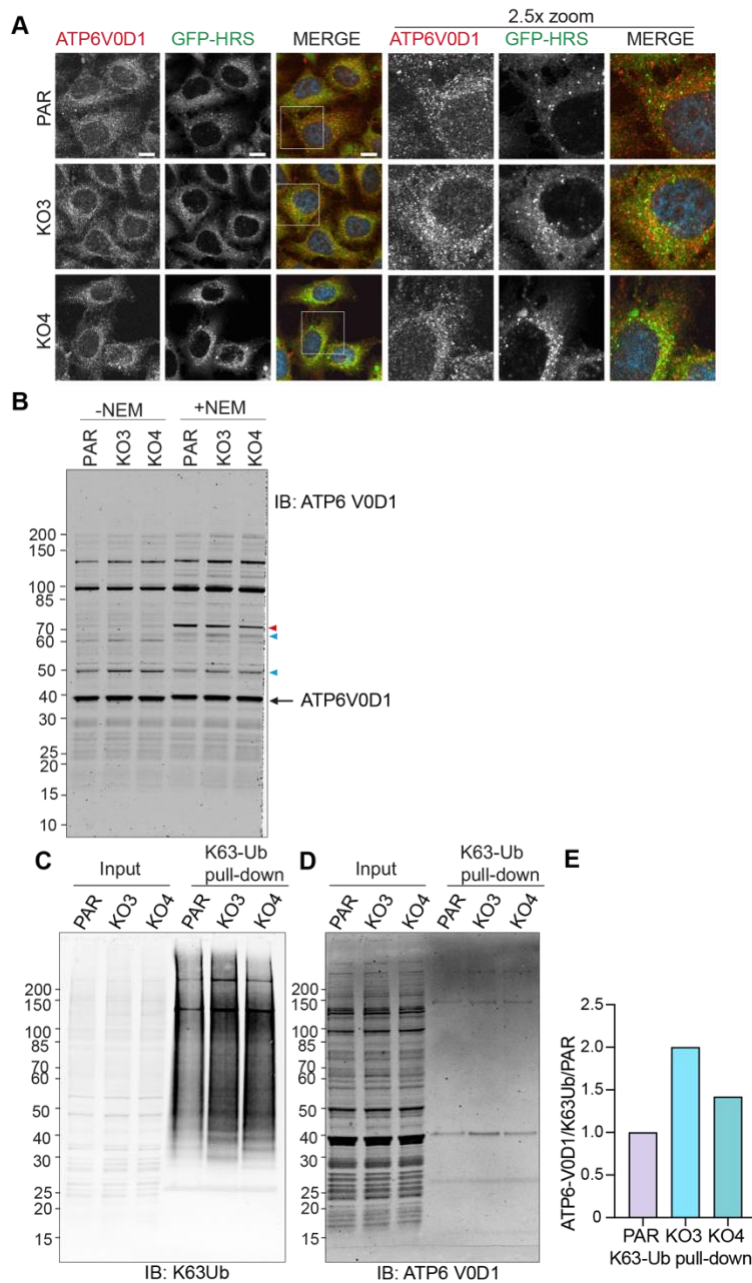 A
2.5x zoom
ATP6V0D1 GFP-HRS MERGE ATP6V0D1 GFP-HRS MERGE
PAR
KO3
KO4
B
-NEM +NEM
PAR KO3 KO4 PAR KO3 KO4
IB: ATP6 V0D1
200
150
100
85
70
60
50
40
ATP6V0D1
30
25
20
15
10
C
Input K63-Ub pull-down
PAR KO3 KO4 PAR KO3 KO4
200
150
100
85
70
60
50
40
30
25
20
15
IB: K63Ub
D
Input K63-Ub pull-down
PAR KO3 KO4 PAR KO3 KO4
200
150
100
85
70
60
50
40
30
25
20
15
IB: ATP6 V0D1
E
ATP6-V0D1/K63Ub/PAR
2.5
2.0
1.5
1.0
0.5
0
PAR KO3 KO4
K63-Ub pull-down